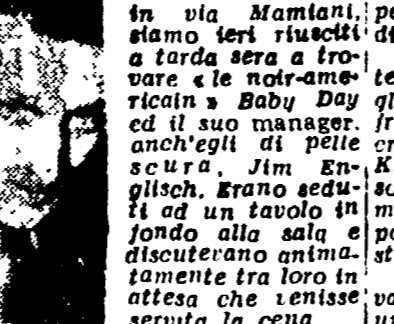 in via Mamiani,
siamo ieri riusciti
a tarda sera a tro-
vare « le noir-ame-
ricain » Baby Day
ed il suo manager.
anch'egli di pelle
scura, Jim En-
glisch. Erano sedu-
ti ad un tavolo in
fondo alla sala e
discutevano anima-
tamente tra loro in
attesa che venisse
servita la cena